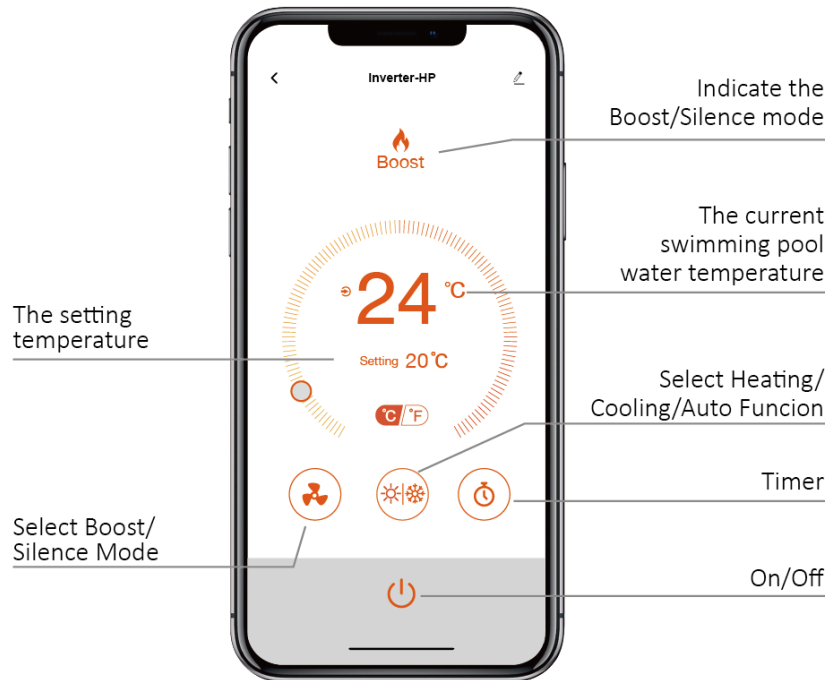 Inverter-HP
Boost
24 °C
Setting 20°C
°C/°F
Indicate the
Boost/Silence mode
The current
swimming pool
water temperature
The setting
temperature
Select Heating/
Cooling/Auto Funcion
Timer
Select Boost/
Silence Mode
On/Off